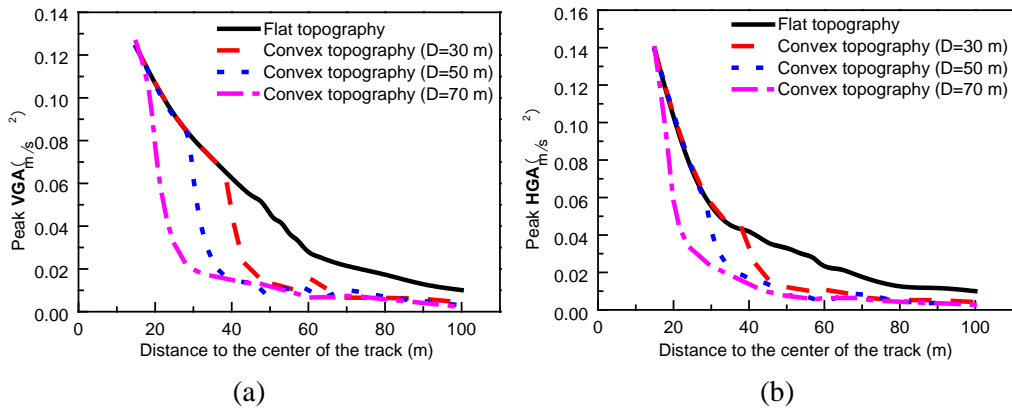 0.14
0.12
0.10
0.08
0.06
0.04
0.02
0.00
Peak VGA(m/s²)
0 20 40 60 80 100
Distance to the center of the track (m)
Flat topography
Convex topography (D=30 m)
Convex topography (D=50 m)
Convex topography (D=70 m)
(a)
0.16
0.14
0.12
0.10
0.08
0.06
0.04
0.02
0.00
Peak HGA(m/s²)
0 20 40 60 80 100
Distance to the center of the track (m)
Flat topography
Convex topography (D=30 m)
Convex topography (D=50 m)
Convex topography (D=70 m)
(b)